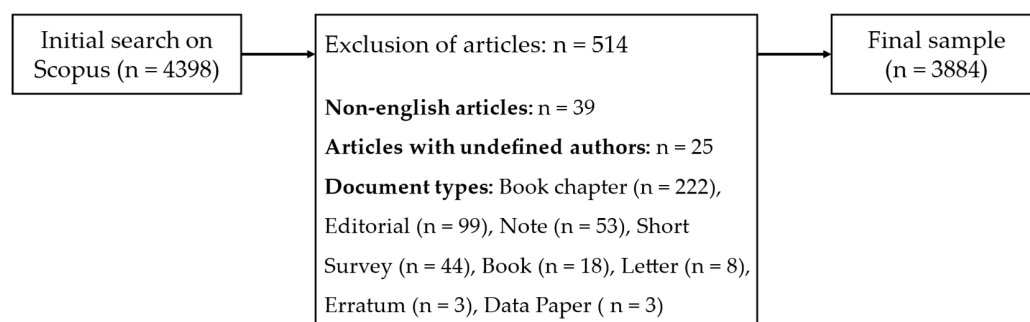 Initial search on
Scopus (n = 4398)
Exclusion of articles: n = 514
Non-english articles: n = 39
Articles with undefined authors: n = 25
Document types: Book chapter (n = 222),
Editorial (n = 99), Note (n = 53), Short
Survey (n = 44), Book (n = 18), Letter (n = 8),
Erratum (n = 3), Data Paper ( n = 3)
Final sample
(n = 3884)